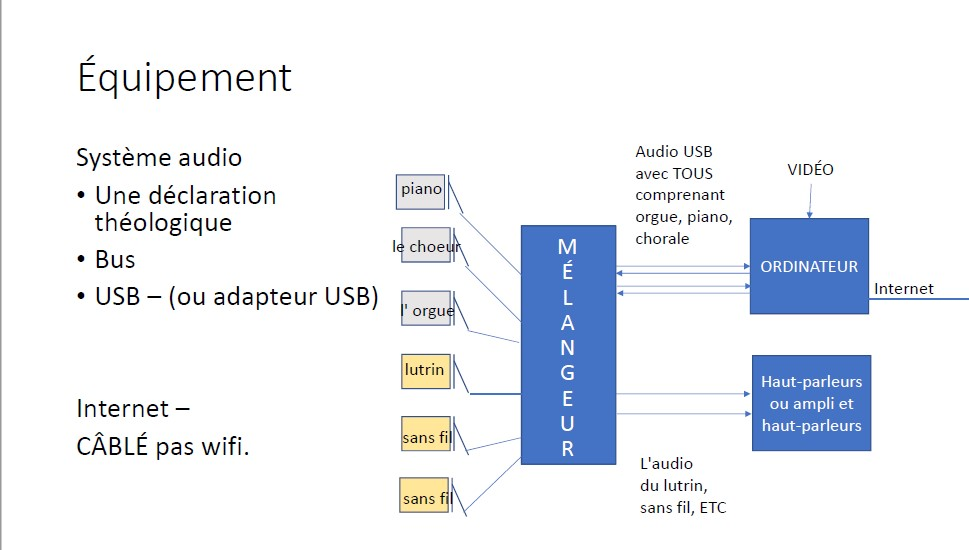 Équipement
Système audio
• Une déclaration
théologique
• Bus
• USB – (ou adapteur USB)
Internet –
CÂBLÉ pas wifi.
piano
le choeur
l' orgue
lutrin
sans fil
sans fil
MÉLANGEUR
Audio USB
avec TOUS
comprenant
orgue, piano,
chorale
VIDÉO
ORDINATEUR
Internet
Haut-parleurs
ou ampli et
haut-parleurs
L'audio
du lutrin,
sans fil, ETC